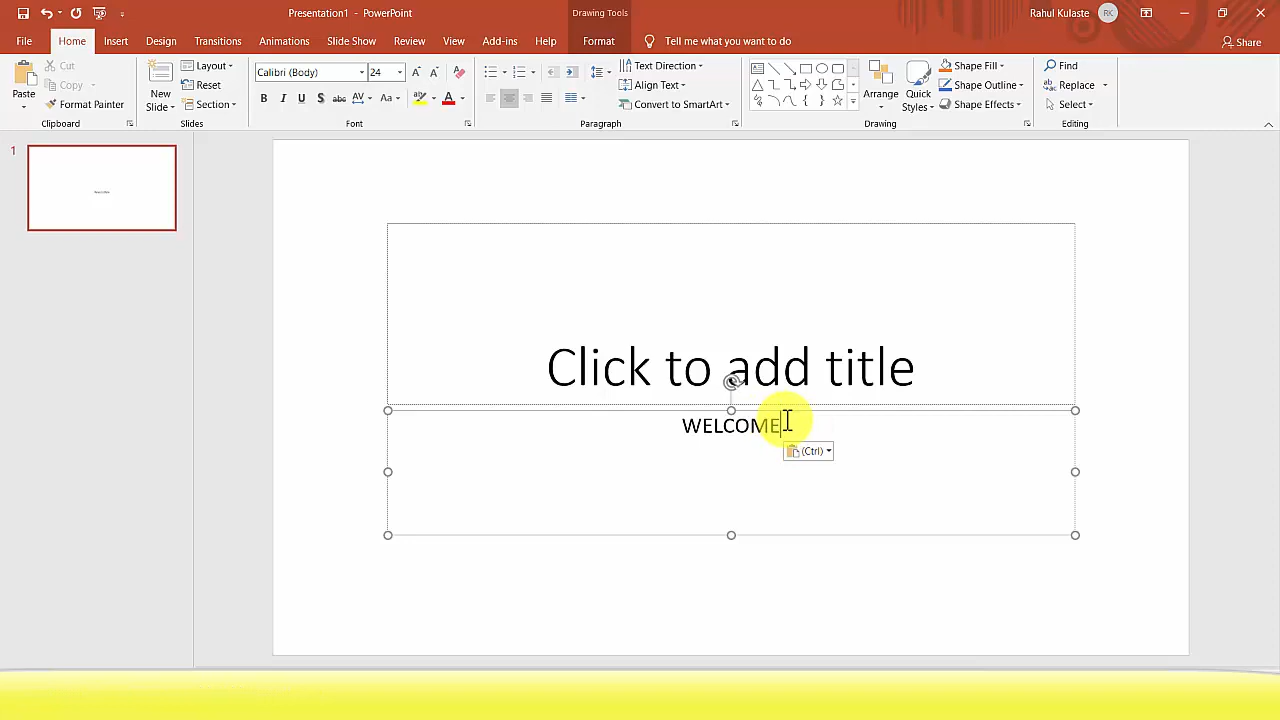 Presentation1 - PowerPoint
Drawing Tools
Rahul Kulaste
RK
File
Home
Insert
Design
Transitions
Animations
Slide Show
Review
View
Add-ins
Help
Format
Tell me what you want to do
Share
Paste
Cut
Copy
Format Painter
Clipboard
New
Slide
Layout
Reset
Section
Slides
Calibri (Body)
24
B
I
U
S
abc
AV
Aa
A
Font
Text Direction
Align Text
Convert to SmartArt
Paragraph
Arrange
Quick
Styles
Shape Fill
Shape Outline
Shape Effects
Drawing
Find
Replace
Select
Editing
1
Click to add title
WELCOME
(Ctrl)